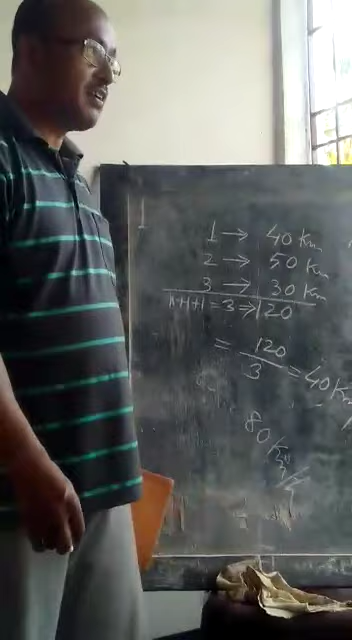 1
1 → 40 Km
2 → 50 Km
3 → 30 Km
1+1+1 = 3 ⇒ 120
= 120/3 = 40 Km
80